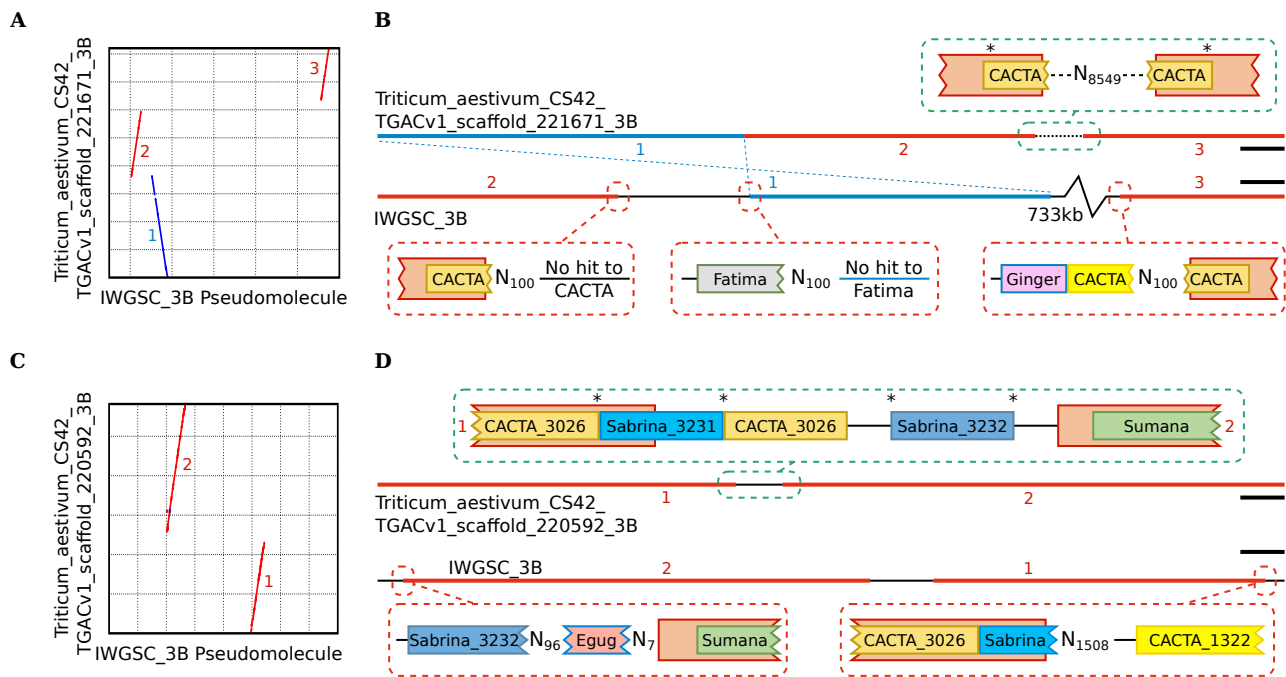 A
Triticum_aestivum_CS42_
TGACv1_scaffold_221671_3B
3
2
1
IWGSC_3B Pseudomolecule
B
* *
CACTA N8549 CACTA
Triticum_aestivum_CS42_
TGACv1_scaffold_221671_3B
1 2 3
2 1 3
IWGSC_3B
733kb
CACTA N100 No hit to
CACTA
Fatima N100 No hit to
Fatima
Ginger CACTA N100 CACTA
C
Triticum_aestivum_CS42_
TGACv1_scaffold_220592_3B
2
1
IWGSC_3B Pseudomolecule
D
* * * *
1 CACTA_3026 Sabrina_3231 CACTA_3026 Sabrina_3232 Sumana 2
1 2
Triticum_aestivum_CS42_
TGACv1_scaffold_220592_3B
IWGSC_3B 2 1
Sabrina_3232 N96 Egug N7 Sumana
CACTA_3026 Sabrina N1508 CACTA_1322